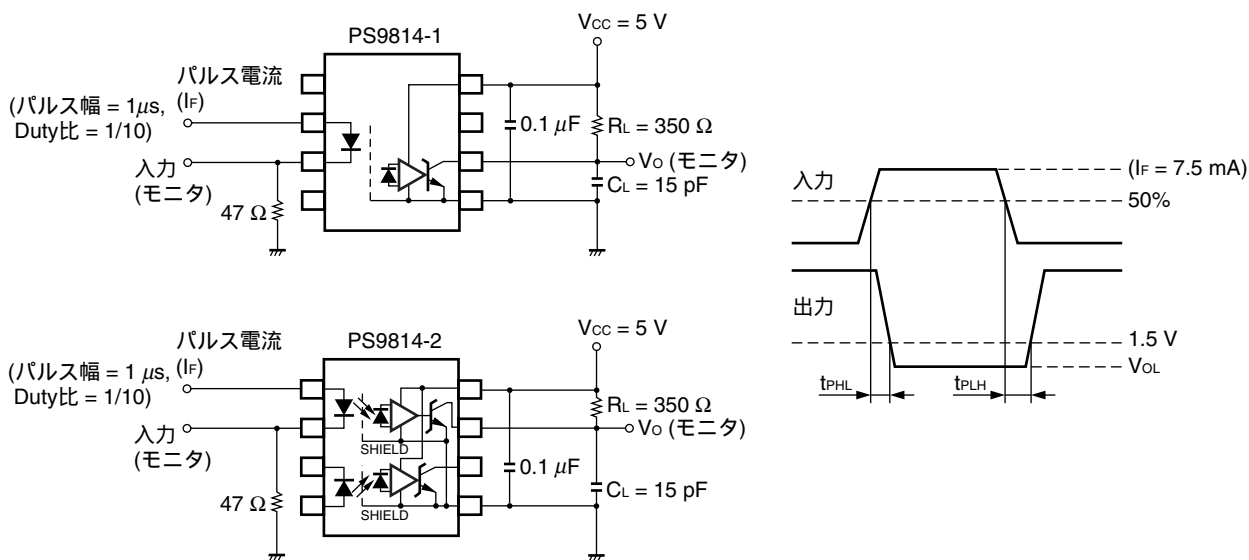 VCC = 5 V
PS9814-1
パルス電流
(パルス幅 = 1μs, (IF)
Duty比 = 1/10)
入力
(モニタ)
47 Ω
0.1 μF
RL = 350 Ω
VO (モニタ)
CL = 15 pF
VCC = 5 V
PS9814-2
パルス電流
(パルス幅 = 1 μs, (IF)
Duty比 = 1/10)
入力
(モニタ)
47 Ω
SHIELD
SHIELD
0.1 μF
RL = 350 Ω
VO (モニタ)
CL = 15 pF
入力
(IF = 7.5 mA)
50%
出力
1.5 V
VOL
tPHL
tPLH